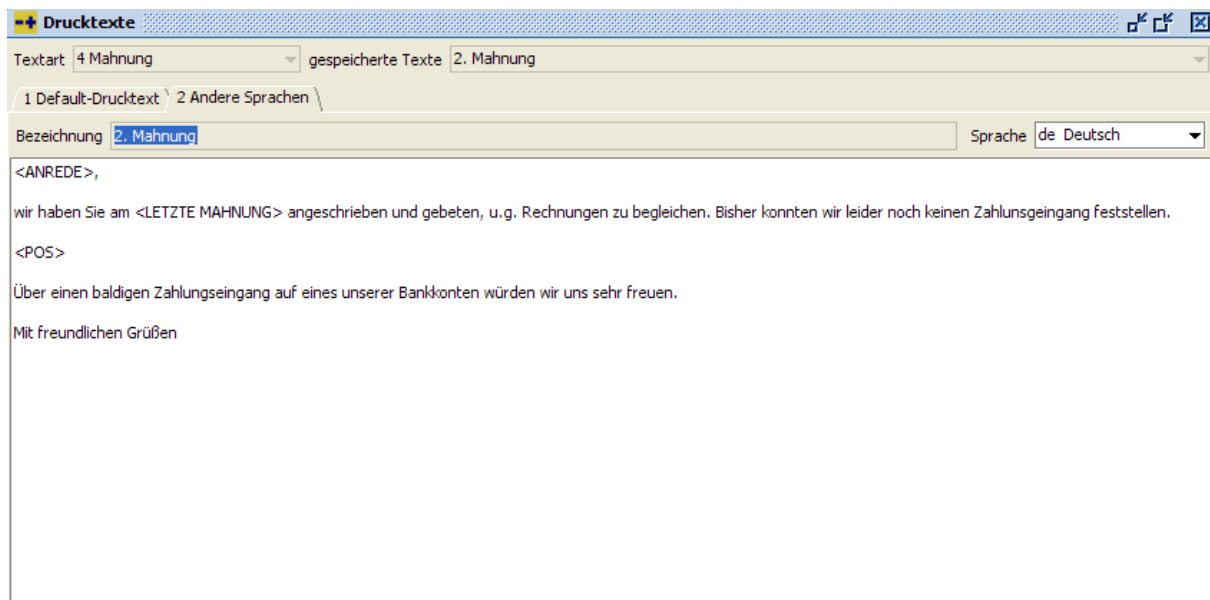 Drucktexte
Textart 4 Mahnung gespeicherte Texte 2. Mahnung
1 Default-Drucktext 2 Andere Sprachen
Bezeichnung 2. Mahnung Sprache de Deutsch
<ANREDE>,
wir haben Sie am <LETZTE MAHNUNG> angeschrieben und gebeten, u.g. Rechnungen zu begleichen. Bisher konnten wir leider noch keinen Zahlunsgeingang feststellen.
<POS>
Über einen baldigen Zahlungseingang auf eines unserer Bankkonten würden wir uns sehr freuen.
Mit freundlichen Grüßen